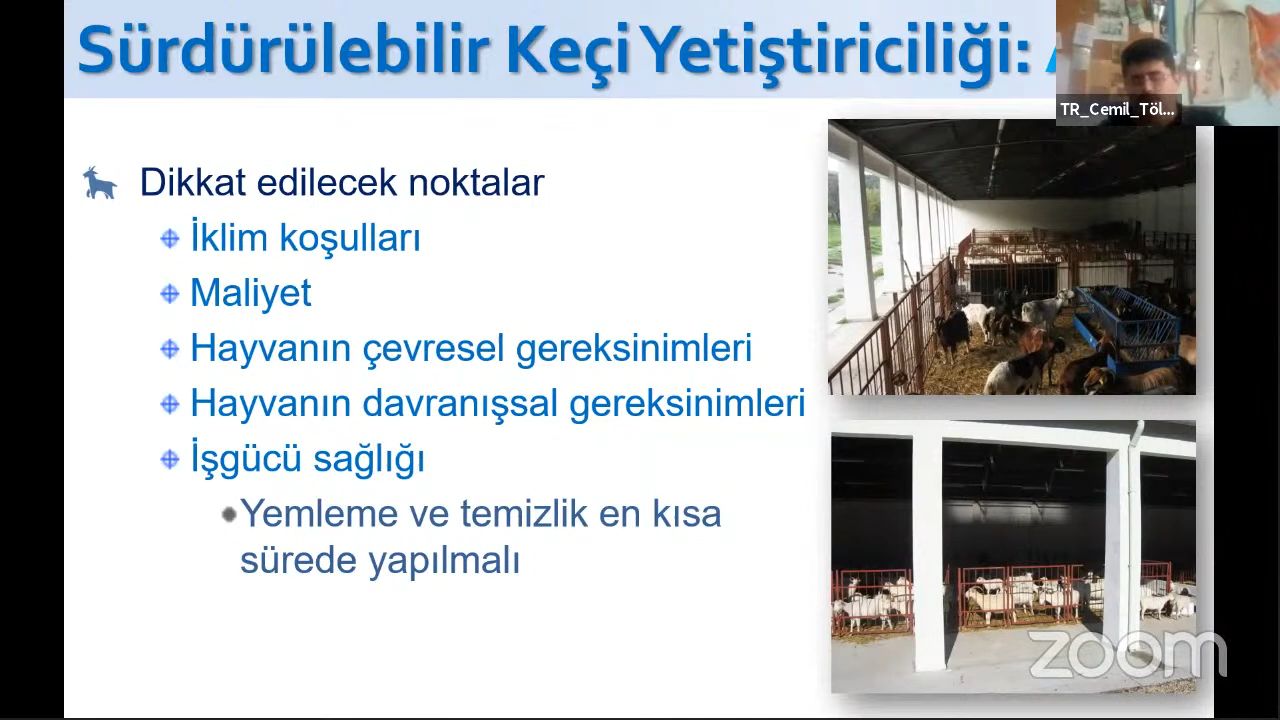 Sürdürülebilir Keçi Yetiştiriciliği:
TR_Cemil_Töl...
Dikkat edilecek noktalar
İklim koşulları
Maliyet
Hayvanın çevresel gereksinimleri
Hayvanın davranışsal gereksinimleri
İşgücü sağlığı
Yemleme ve temizlik en kısa
sürede yapılmalı
zoom